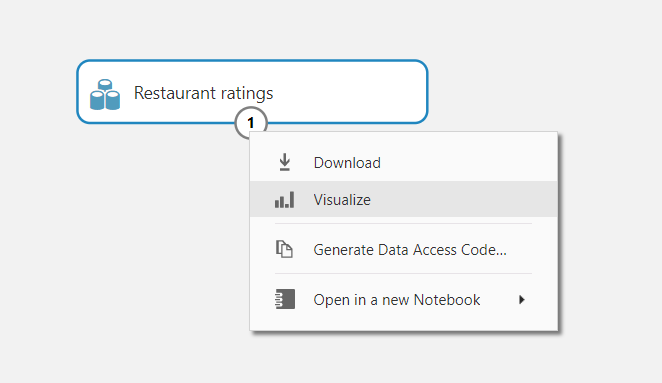 Restaurant ratings
1
Download
Visualize
Generate Data Access Code...
Open in a new Notebook